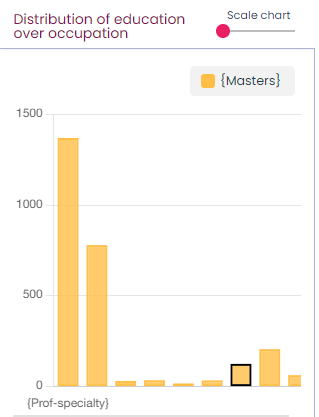 Distribution of education
over occupation
Scale chart
{Masters}
1500
1000
500
0
{Prof-specialty}